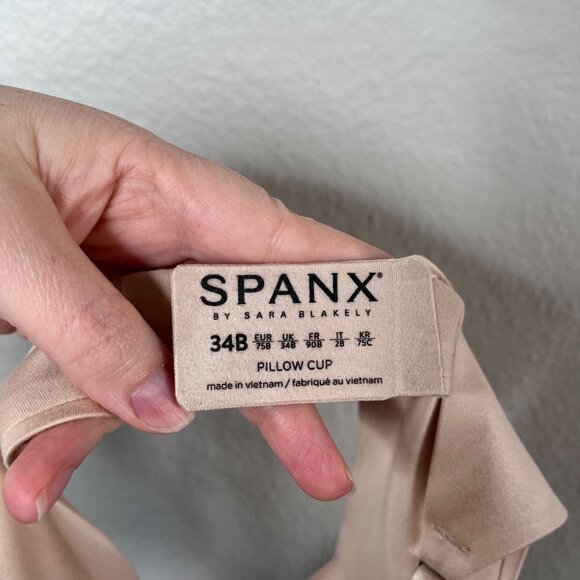 SPANX®
BY SARA BLAKELY
34B EUR 75B UK 34B FR 90B IT 2B KR 75C
PILLOW CUP
made in vietnam / fabriqué au vietnam